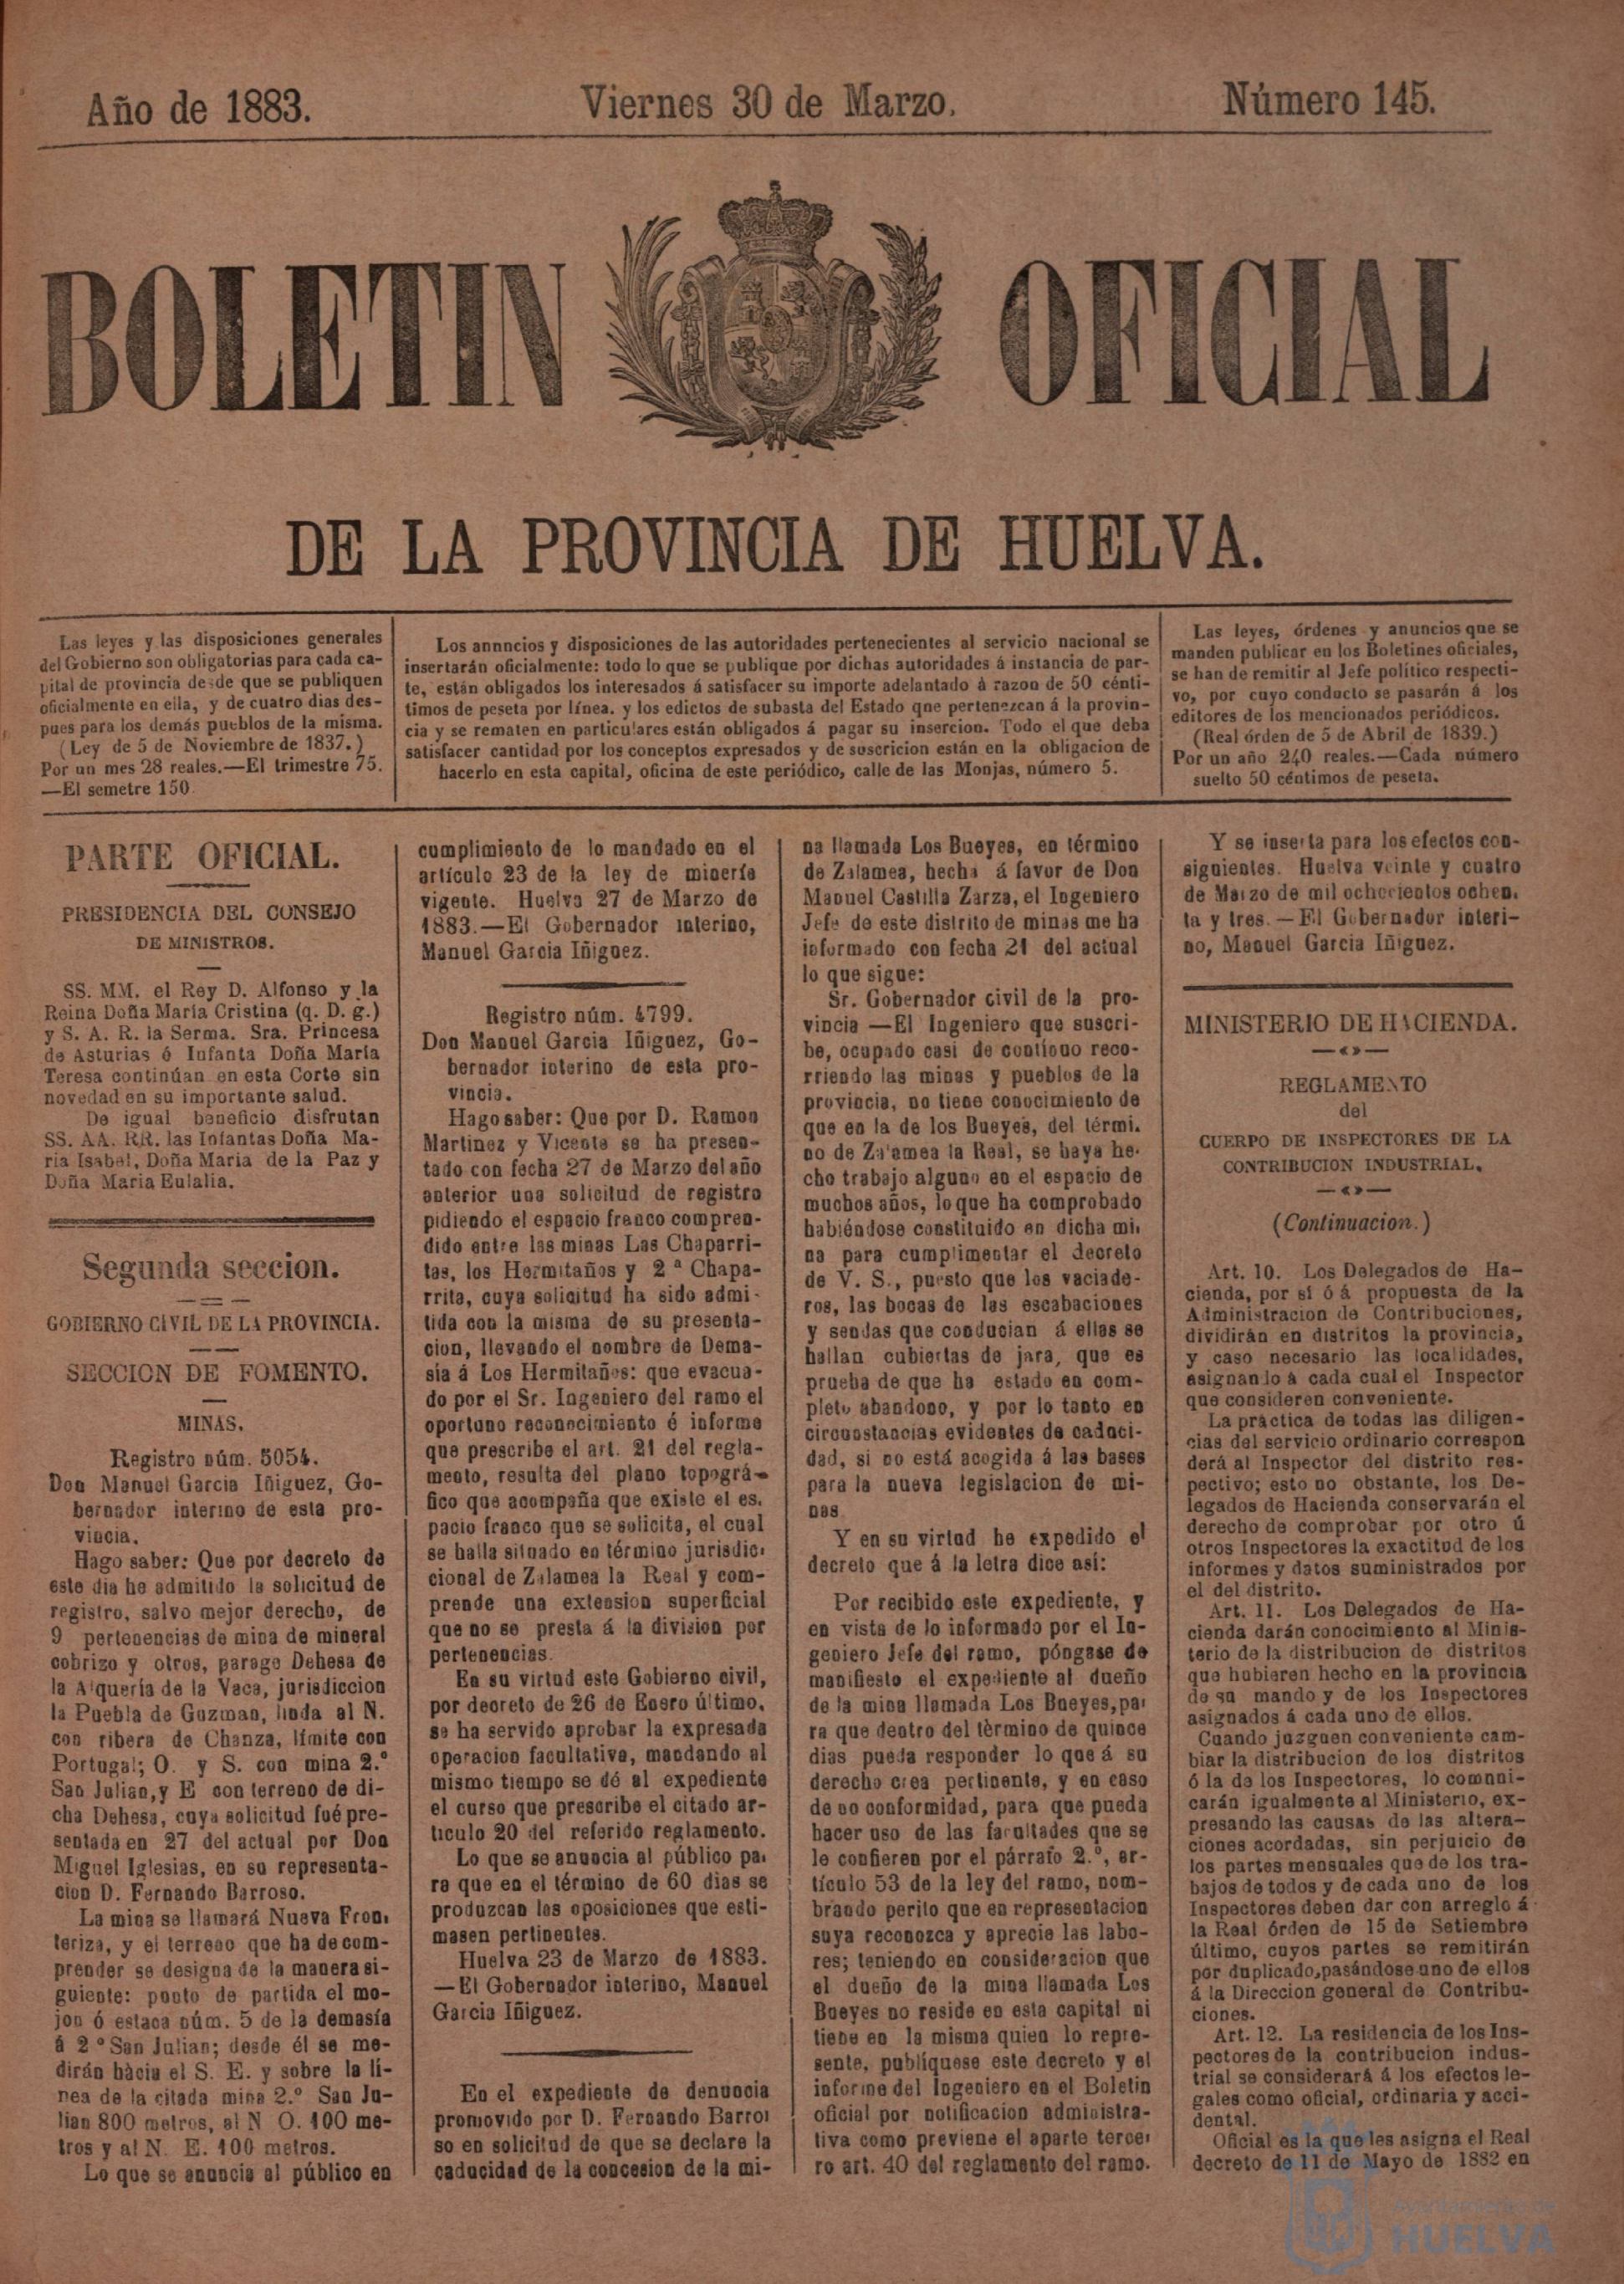 Año de 1883.
Viernes 30 de Marzo.
Número 145.
BOLETIN OFICIAL
DE LA PROVINCIA DE HUELVA.
Las leyes y las disposiciones generales
del Gobierno son obligatorias para cada ca-
pital de provincia desde que se publiquen
oficialmente en ella, y de cuatro dias des-
pues para los demás pueblos de la misma.
(Ley de 5 de Noviembre de 1837.)
Por un mes 28 reales.—El trimestre 75.
—El semetre 150
Los annncios y disposiciones de las autoridades pertenecientes al servicio nacional se
insertarán oficialmente: todo lo que se publique por dichas autoridades á instancia de par-
te, están obligados los interesados á satisfacer su importe adelantado á razon de 50 cénti-
timos de peseta por línea. y los edictos de subasta del Estado qne pertenezcan á la provin-
cia y se rematen en particulares están obligados á pagar su insercion. Todo el que deba
satisfacer cantidad por los conceptos expresados y de suscricion están en la obligacion de
hacerlo en esta capital, oficina de este periódico, calle de las Monjas, número 5.
Las leyes, órdenes y anuncios que se
manden publicar en los Boletines oficiales,
se han de remitir al Jefe político respecti-
vo, por cuyo conducto se pasarán á los
editores de los mencionados periódicos.
(Real órden de 5 de Abril de 1839.)
Por un año 240 reales.—Cada número
suelto 50 céntimos de peseta.
PARTE OFICIAL.
PRESIDENCIA DEL CONSEJO
DE MINISTROS.
SS. MM. el Rey D. Alfonso y la
Reina Doña María Cristina (q. D. g.)
y S. A. R. la Serma. Sra. Princesa
de Asturias é Infanta Doña María
Teresa continúan en esta Corte sin
novedad en su importante salud.
De igual beneficio disfrutan
SS. AA. RR. las Infantas Doña Ma-
ria Isabel, Doña Maria de la Paz y
Doña Maria Eulalia.
Segunda seccion.
GOBIERNO CIVIL DE LA PROVINCIA.
SECCION DE FOMENTO.
MINAS.
Registro núm. 5054.
Don Manuel Garcia Iñiguez, Go-
bernador interino de esta pro-
vincia.
Hago saber: Que por decreto de
este dia he admitido la solicitud de
registro, salvo mejor derecho, de
9 pertenencias de mina de mineral
cobrizo y otros, parage Dehesa de
la Alquería de la Vaca, jurisdiccion
la Puebla de Guzman, linda al N.
con ribera de Chanza, límite con
Portugal; O. y S. con mina 2.°
San Julian, y E con terreno de di-
cha Dehesa, cuya solicitud fué pre-
sentada en 27 del actual por Don
Miguel Iglesias, en su representa-
cion D. Fernando Barroso.
La mina se llamará Nueva Fron-
teriza, y el terreno que ha de com-
prender se designa de la manera si-
guiente: punto de partida el mo-
jon ó estaca núm. 5 de la demasía
á 2° San Julian; desde él se me-
dirán hàcia el S. E. y sobre la lí-
nea de la citada mina 2.° San Ju-
lian 800 metros, al N O. 100 me-
tros y al N. E. 100 metros.
Lo que se anuncia al público en
cumplimiento de lo mandado en el
artículo 23 de la ley de minería
vigente. Huelva 27 de Marzo de
1883.—El Gobernador interino,
Manuel Garcia Iñiguez.
Registro núm. 4799.
Don Manuel Garcia Iñiguez, Go-
bernador interino de esta pro-
vincia.
Hago saber: Que por D. Ramon
Martinez y Vicente se ha presen-
tado con fecha 27 de Marzo del año
anterior una solicitud de registro
pidiendo el espacio franco compren-
dido entre las minas Las Chaparri-
tas, los Hermitaños y 2ª Chapa-
rrita, cuya solicitud ha sido admi-
tida con la misma de su presenta-
cion, llevando el nombre de Dema-
sía á Los Hermitaños: que evacua-
do por el Sr. Ingeniero del ramo el
oportuno reconocimiento é informe
que prescribe el art. 21 del regla-
mento, resulta del plano topográ-
fico que acompaña que existe el es-
pacio franco que se solicita, el cual
se halla situado en término jurisdic-
cional de Zalamea la Real y com-
prende una extension superficial
que no se presta á la division por
pertenencias.
En su virtud este Gobierno civil,
por decreto de 26 de Enero último,
se ha servido aprobar la expresada
operacion facultativa, mandando al
mismo tiempo se dé al expediente
el curso que prescribe el citado ar-
ticulo 20 del referido reglamento.
Lo que se anuncia al público pa-
ra que en el término de 60 dias se
produzcan las oposiciones que esti-
masen pertinentes.
Huelva 23 de Marzo de 1883.
—El Gobernador interino, Manuel
Garcia Iñiguez.
En el expediente de denuncia
promovido por D. Fernando Barro-
so en solicitud de que se declare la
caducidad de la concesion de la mi-
na llamada Los Bueyes, en término
de Zalamea, hecha á favor de Don
Manuel Castilla Zarza, el Ingeniero
Jefe de este distrito de minas me ha
informado con fecha 21 del actual
lo que sigue:
Sr. Gobernador civil de la pro-
vincia —El Ingeniero que suscri-
be, ocupado casi de contínuo reco-
rriendo las minas y pueblos de la
provincia, no tiene conocimiento de
que en la de los Bueyes, del térmi-
no de Zalamea la Real, se haya he-
cho trabajo alguno en el espacio de
muchos años, lo que ha comprobado
habiéndose constituido en dicha mi-
na para cumplimentar el decreto
de V. S., puesto que los vaciade-
ros, las bocas de las escabaciones
y sendas que conducian á ellas se
hallan cubiertas de jara, que es
prueba de que ha estado en com-
pleto abandono, y por lo tanto en
circunstancias evidentes de caduci-
dad, si no está acogida á las bases
para la nueva legislacion de mi-
nas
Y en su virtud he expedido el
decreto que á la letra dice así:
Por recibido este expediente, y
en vista de lo informado por el In-
geniero Jefe del ramo, póngase de
manifiesto el expediente al dueño
de la mina llamada Los Bueyes, pa-
ra que dentro del tèrmino de quince
dias pueda responder lo que á su
derecho crea pertinente, y en caso
de no conformidad, para que pueda
hacer uso de las facultades que se
le confieren por el párrafo 2.°, ar-
tículo 53 de la ley del ramo, nom-
brando perito que en representacion
suya reconozca y aprecie las labo-
res; teniendo en consideracion que
el dueño de la mina llamada Los
Bueyes no reside en esta capital ni
tiene en la misma quien lo repre-
sente, publíquese este decreto y el
informe del Ingeniero en el Boletin
oficial por notificacion administra-
tiva como previene el aparte terce-
ro art. 40 del reglamento del ramo.
Y se inserta para los efectos con-
siguientes. Huelva veinte y cuatro
de Marzo de mil ochocientos ochen-
ta y tres.—El Gobernador interi-
no, Manuel Garcia Iñiguez.
MINISTERIO DE HACIENDA.
REGLAMENTO
del
CUERPO DE INSPECTORES DE LA
CONTRIBUCION INDUSTRIAL.
(Continuacion.)
Art. 10. Los Delegados de Ha-
cienda, por sí ó á propuesta de la
Administracion de Contribuciones,
dividirán en distritos la provincia,
y caso necesario las localidades,
asignando à cada cual el Inspector
que consideren conveniente.
La práctica de todas las diligen-
cias del servicio ordinario correspon
derá al Inspector del distrito res-
pectivo; esto no obstante, los De-
legados de Hacienda conservarán el
derecho de comprobar por otro ú
otros Inspectores la exactitud de los
informes y datos suministrados por
el del distrito.
Art. 11. Los Delegados de Ha-
cienda darán conocimiento al Minis-
terio de la distribucion de distritos
que hubieren hecho en la provincia
de su mando y de los Inspectores
asignados á cada uno de ellos.
Cuando juzguen conveniente cam-
biar la distribucion de los distritos
ó la de los Inspectores, lo comuni-
carán igualmente al Ministerio, ex-
presando las causas de las altera-
ciones acordadas, sin perjuicio de
los partes mensuales que de los tra-
bajos de todos y de cada uno de los
Inspectores deben dar con arreglo á
la Real órden de 15 de Setiembre
último, cuyos partes se remitirán
por duplicado, pasándose uno de ellos
á la Direccion general de Contribu-
ciones.
Art. 12. La residencia de los Ins-
pectores de la contribucion indus-
trial se considerará á los efectos le-
gales como oficial, ordinaria y acci-
dental.
Oficial es la que les asigna el Real
decreto de 11 de Mayo de 1882 en
Ayuntamiento de
HUELVA